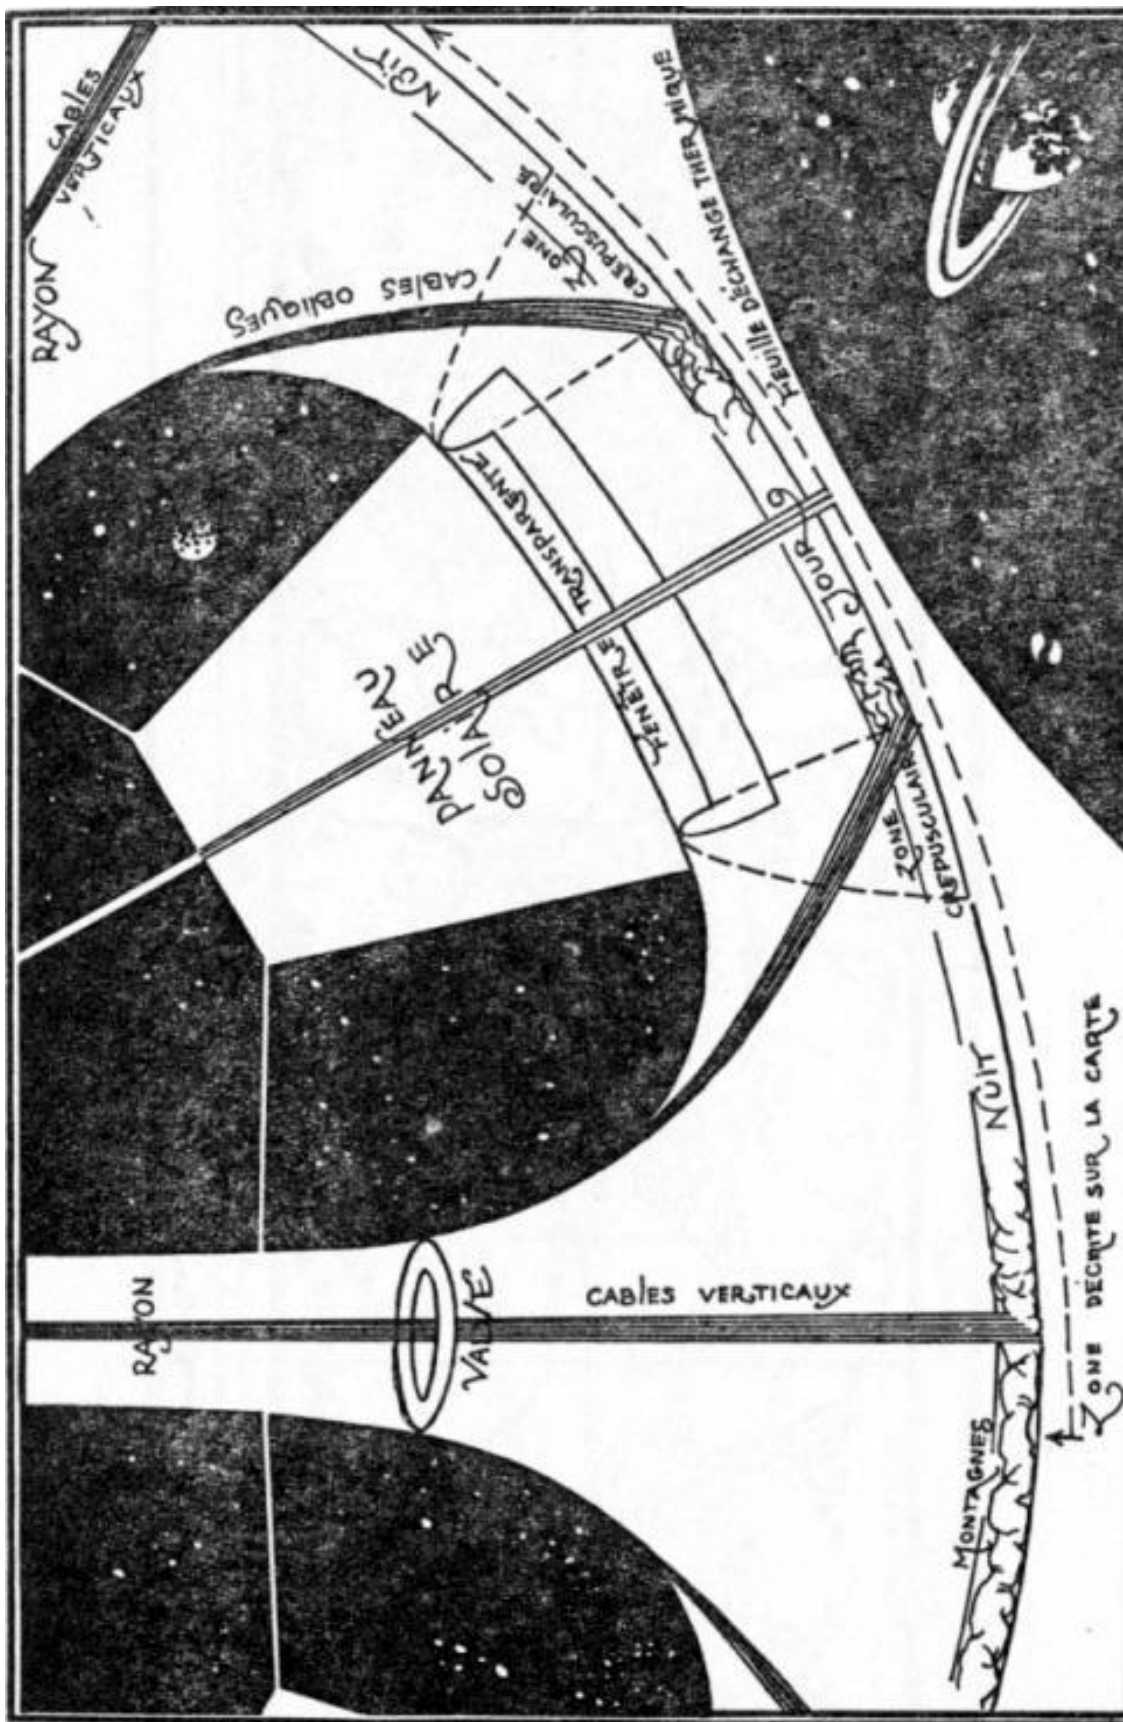 CABLES
VERTICAUX
RAYON
NUIT
ZONE
CRÉPUSCULAIRE
FEUILLE DÉCHANGE THERMIQUE
CABLES OBLIQUES
FENÊTRE TRANSPARENTE
PANNEAU
SOLAIRE
JOUR
ZONE
CRÉPUSCULAIRE
NUIT
RAYON
VALVE
CABLES VERTICAUX
MONTAGNES
ZONE DÉCRITE SUR LA CARTE